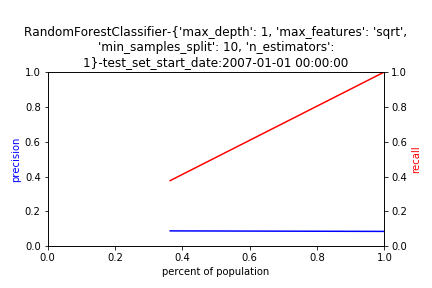 RandomForestClassifier-{'max_depth': 1, 'max_features': 'sqrt',
'min_samples_split': 10, 'n_estimators':
1}-test_set_start_date:2007-01-01 00:00:00
1.0
0.8
0.6
0.4
0.2
0.0
precision
1.0
0.8
0.6
0.4
0.2
0.0
recall
0.0 0.2 0.4 0.6 0.8 1.0
percent of population